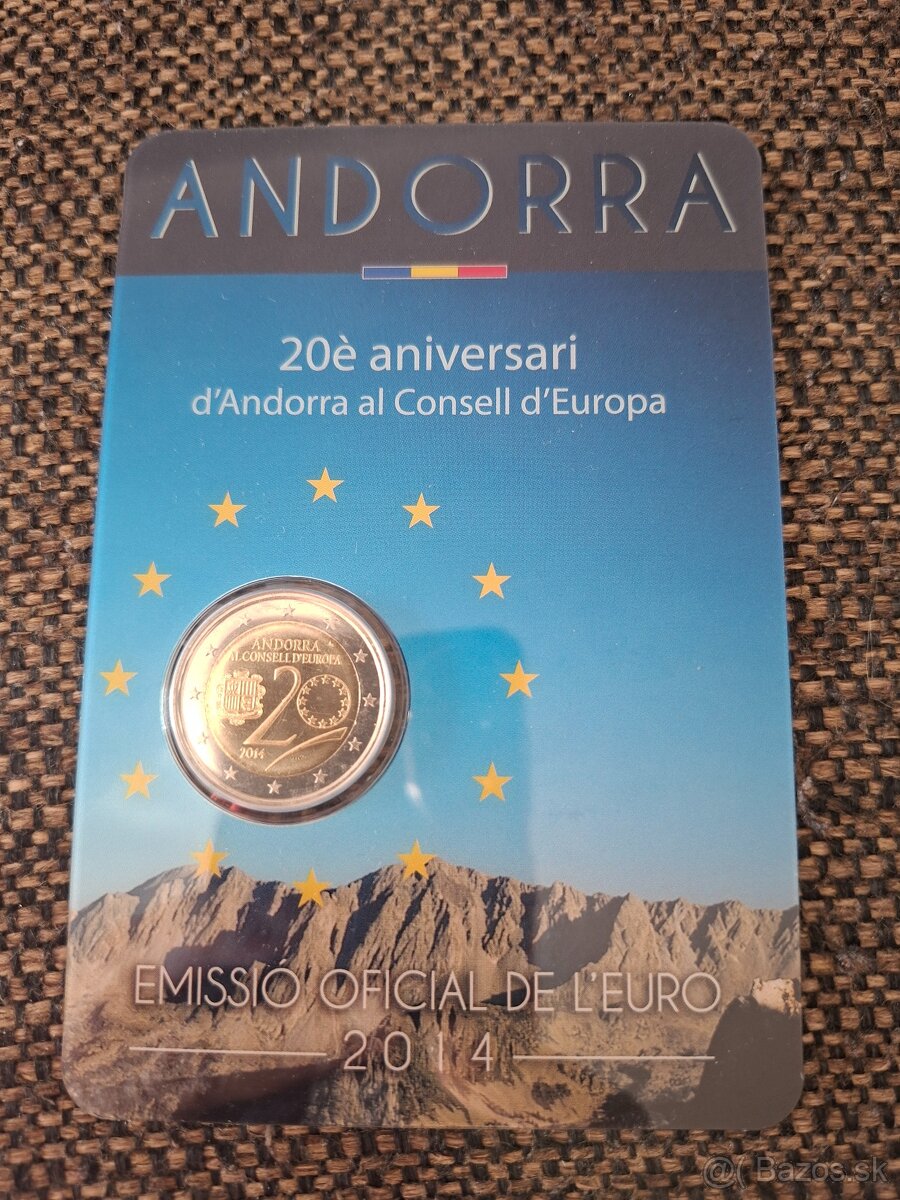 ANDORRA
20è aniversari
d'Andorra al Consell d'Europa
ANDORRA
AL CONSELL D'EUROPA
20
2014
EMISSIO OFICIAL DE L'EURO
2014
@( Bazos.sk